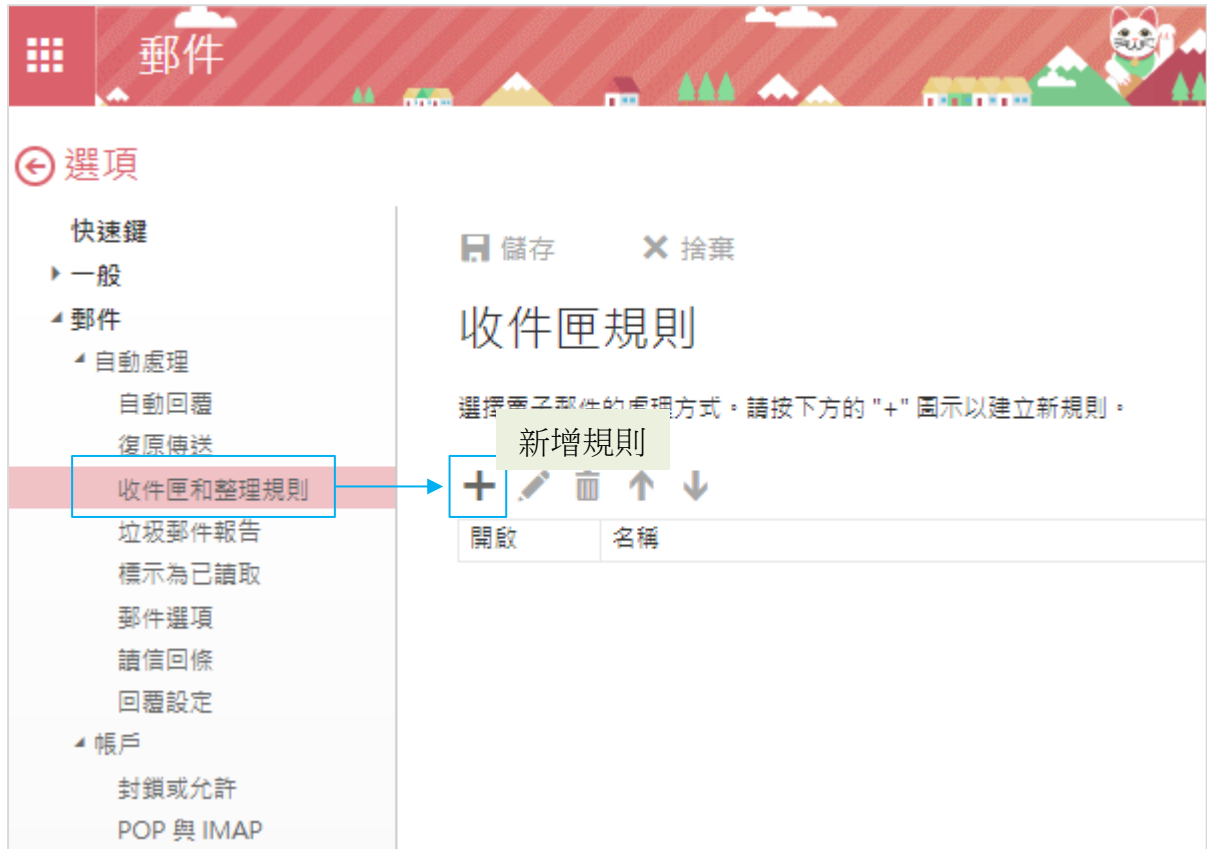 郵件
選項
快速鍵
一般
郵件
自動處理
自動回覆
復原傳送
收件匣和整理規則
垃圾郵件報告
標示為已讀取
郵件選項
讀信回條
回覆設定
帳戶
封鎖或允許
POP 與 IMAP
儲存 捨棄
收件匣規則
選擇電子郵件的處理方式。請按下方的 "+" 圖示以建立新規則。
新增規則
開啟 名稱